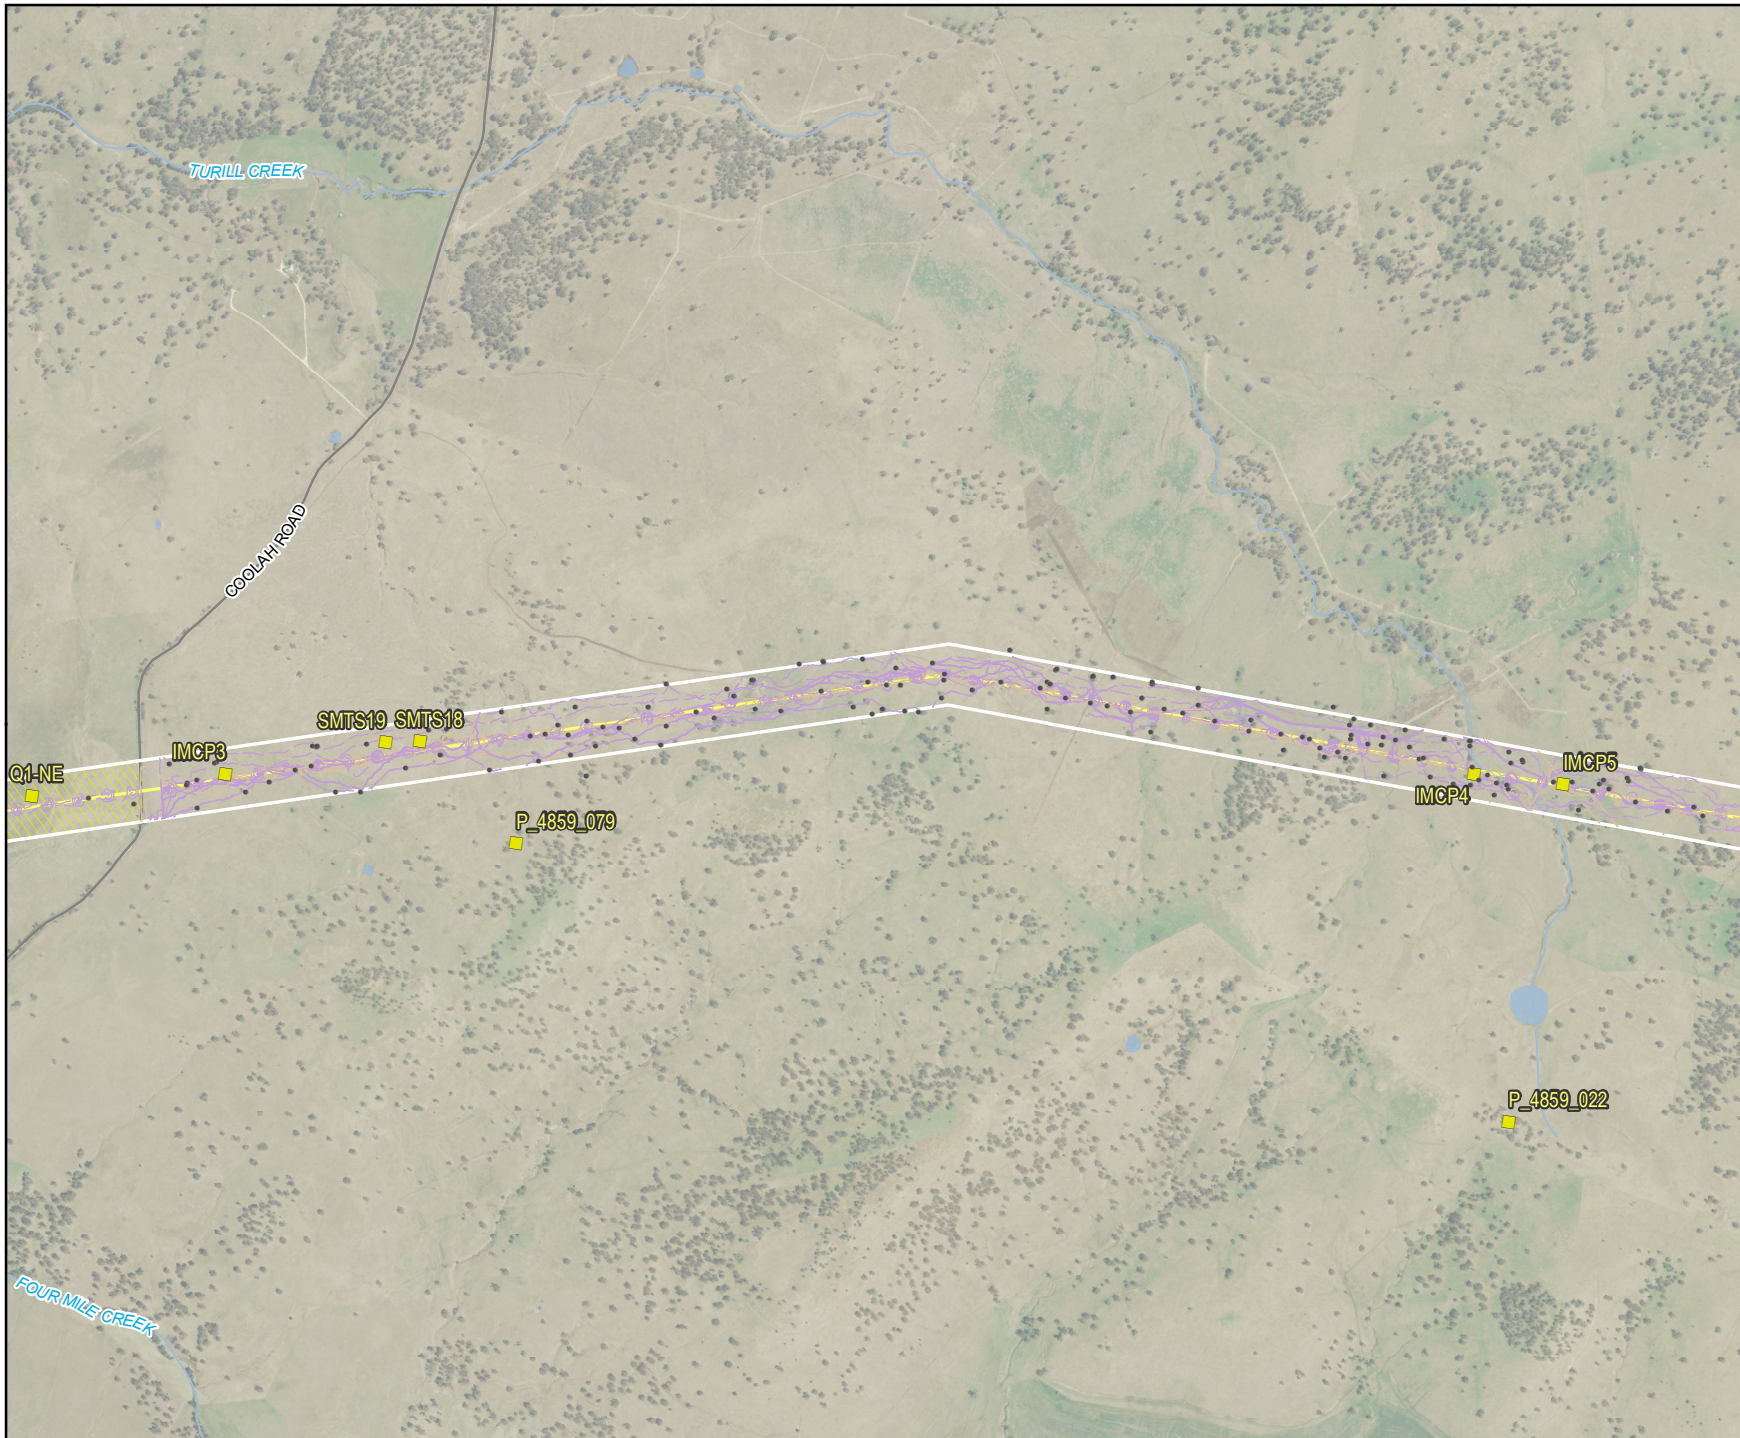 TURILL CREEK
COOLAH ROAD
SMTS19
SMTS18
IMCP3
Q1-NE
IMCP5
IMCP4
P_4859_079
P_4859_022
FOUR MILE CREEK